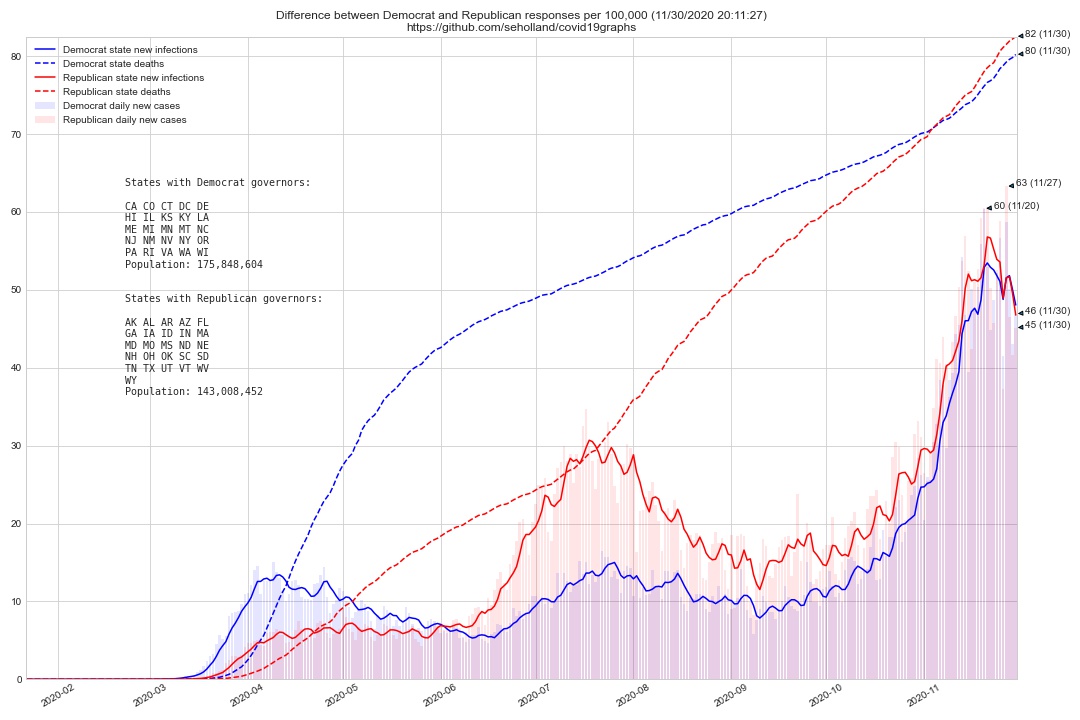 Difference between Democrat and Republican responses per 100,000 (11/30/2020 20:11:27)
https://github.com/seholland/covid19graphs
Democrat state new infections
Democrat state deaths
Republican state new infections
Republican state deaths
Democrat daily new cases
Republican daily new cases
States with Democrat governors:
CA CO CT DC DE
HI IL KS KY LA
ME MI MN MT NC
NJ NM NV NY OR
PA RI VA WA WI
Population: 175,848,604
States with Republican governors:
AK AL AR AZ FL
GA IA ID IN MA
MD MO MS ND NE
NH OH OK SC SD
TN TX UT VT WV
WY
Population: 143,008,452
82 (11/30)
80 (11/30)
63 (11/27)
60 (11/20)
46 (11/30)
45 (11/30)
80
70
60
50
40
30
20
10
0
2020-02
2020-03
2020-04
2020-05
2020-06
2020-07
2020-08
2020-09
2020-10
2020-11